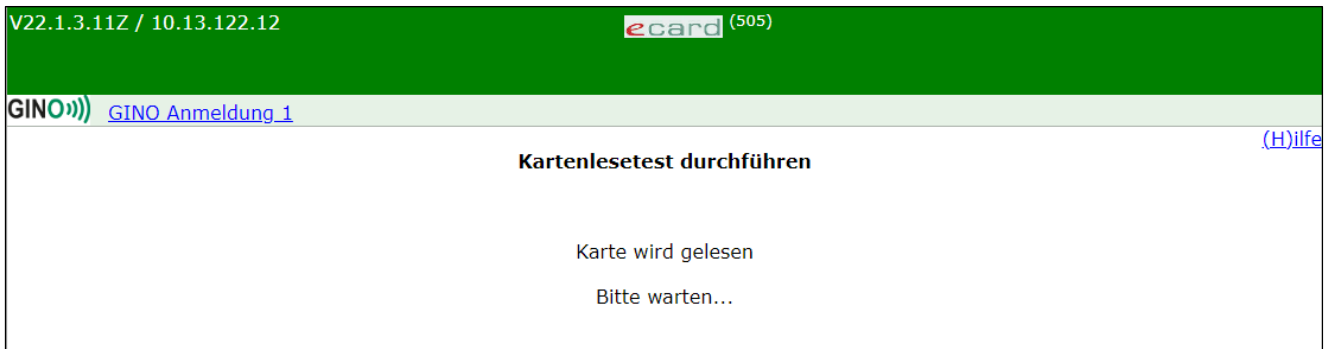 V22.1.3.11Z / 10.13.122.12
ecard (505)
GINO GINO Anmeldung 1
(H)ilfe
Kartenlesetest durchführen
Karte wird gelesen
Bitte warten...